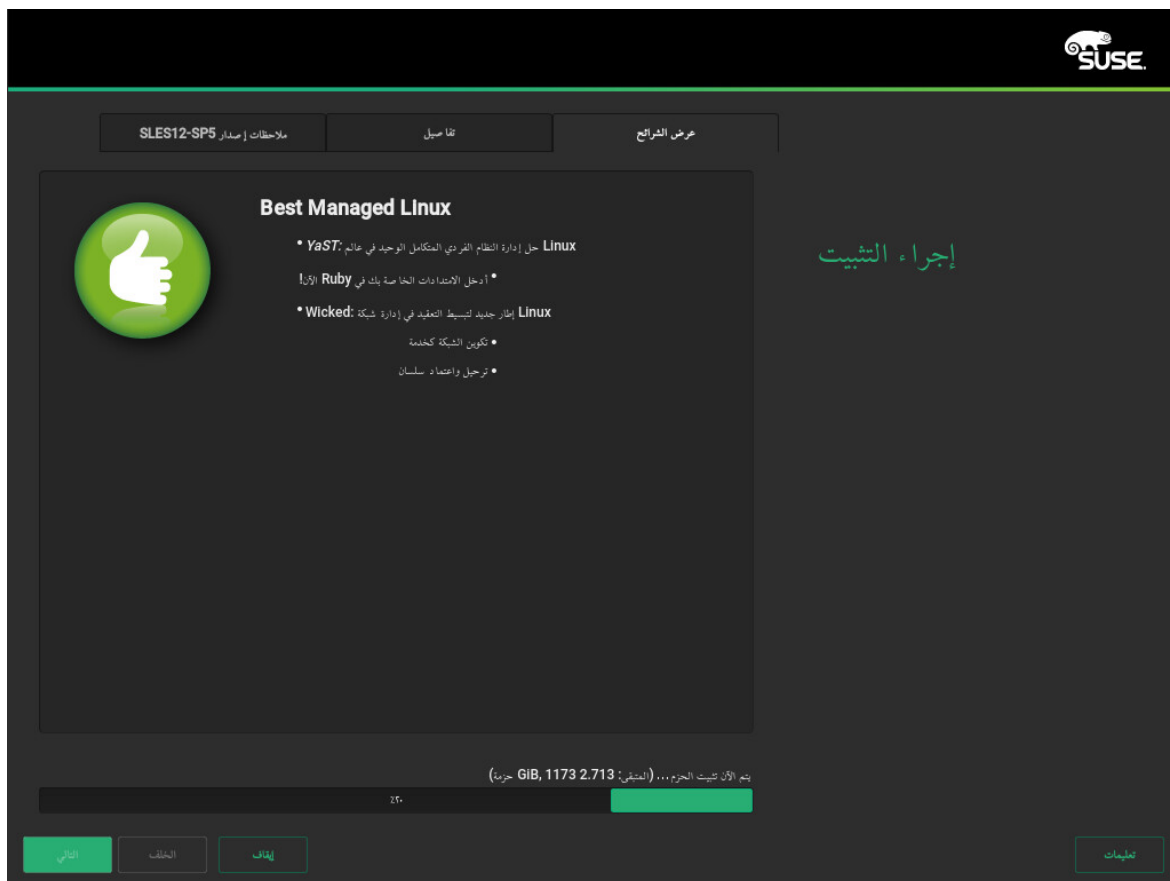 SUSE.
عرض الشرائح
تفاصيل
ملاحظات إصدار SLES12-SP5
إجراء التثبيت
Best Managed Linux
• YaST: حل إدارة النظام الفردي المتكامل الوحيد في عالم Linux
• أدخل الامتدادات الخاصة بك في Ruby الآن!
• Wicked: إطار جديد لتبسيط التعقيد في إدارة شبكة Linux
• تكوين الشبكة كخدمة
• ترحيل واعتماد سلسان
يتم الآن تثبيت الحزم... (المتبقي: 2.713 GiB, 1173 حزمة)
٢٠٪
تعليمات
إيقاف
الخلف
التالي